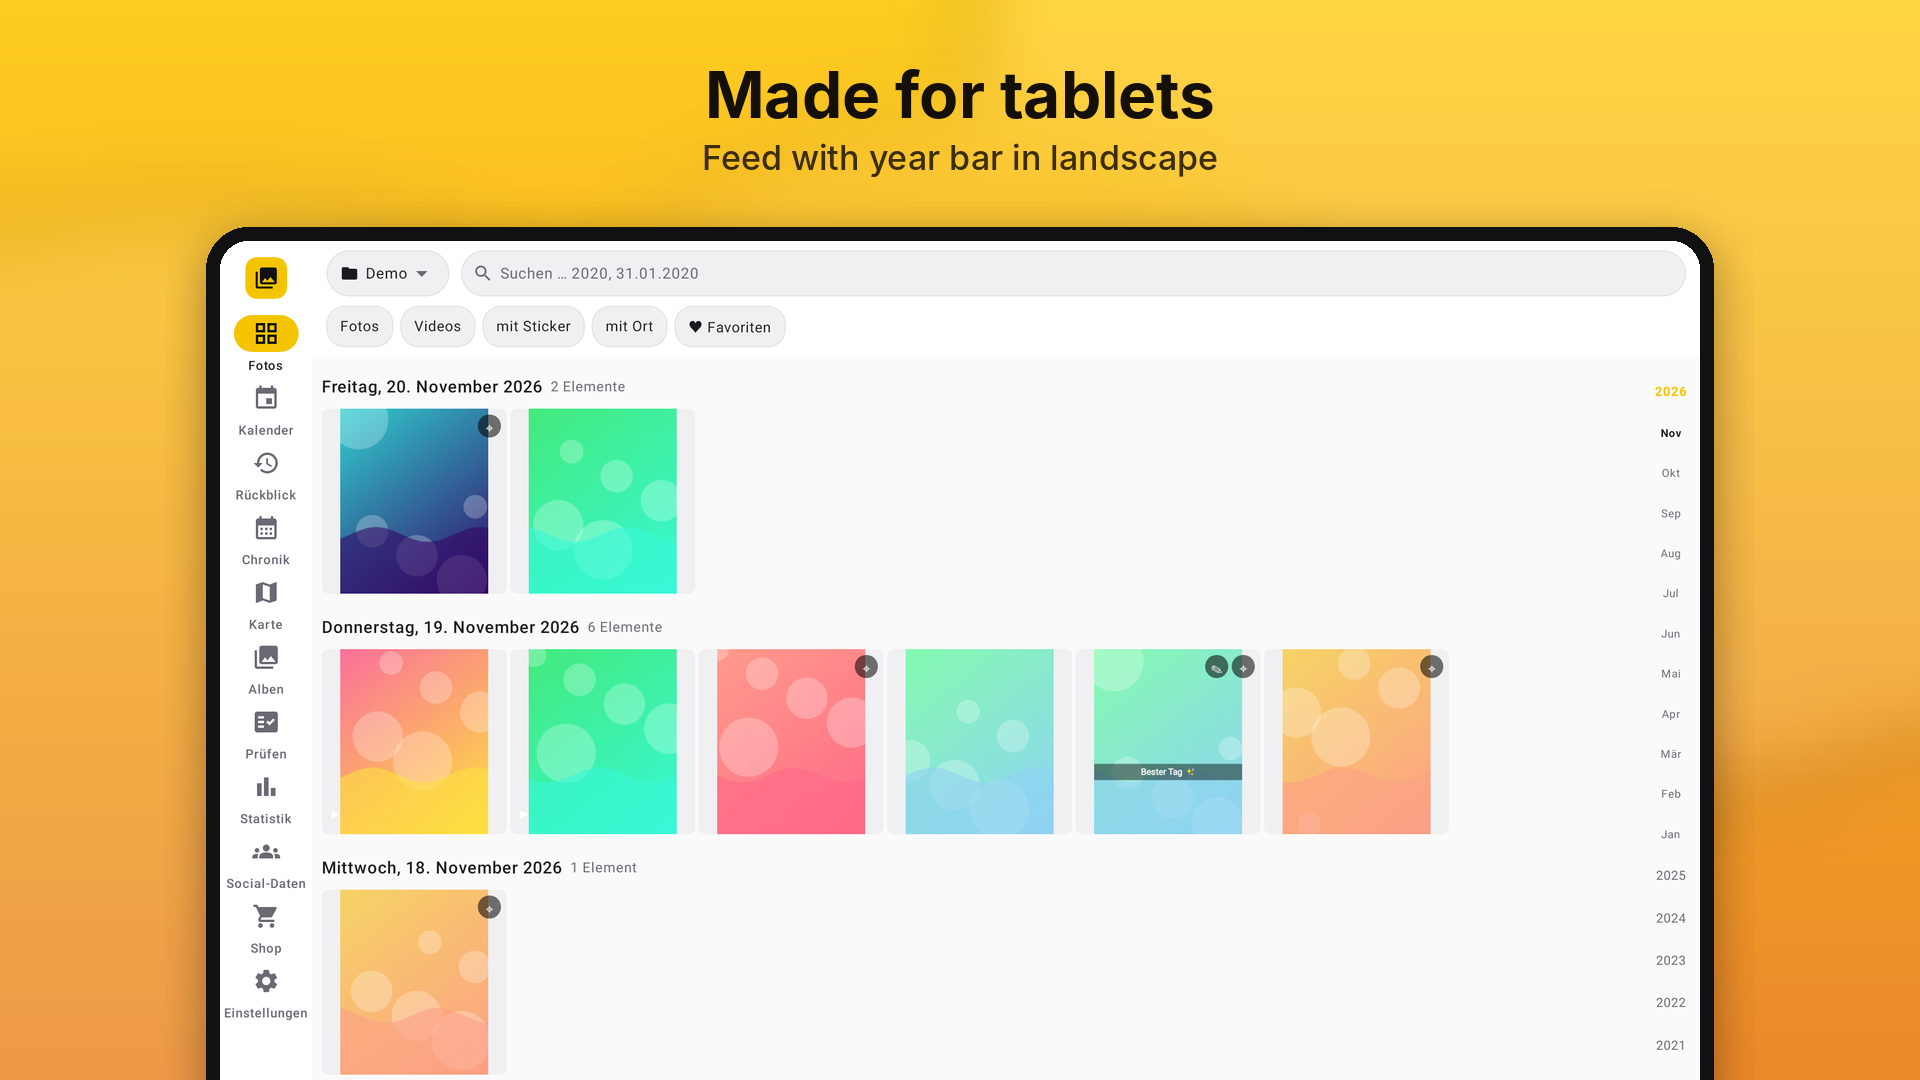 Made for tablets
Feed with year bar in landscape
Demo
Suchen … 2020, 31.01.2020
Fotos
Videos
mit Sticker
mit Ort
Favoriten
Fotos
Kalender
Rückblick
Chronik
Karte
Alben
Prüfen
Statistik
Social-Daten
Shop
Einstellungen
Freitag, 20. November 2026 2 Elemente
Donnerstag, 19. November 2026 6 Elemente
Bester Tag ✨
Mittwoch, 18. November 2026 1 Element
2026
Nov
Okt
Sep
Aug
Jul
Jun
Mai
Apr
Mär
Feb
Jan
2025
2024
2023
2022
2021